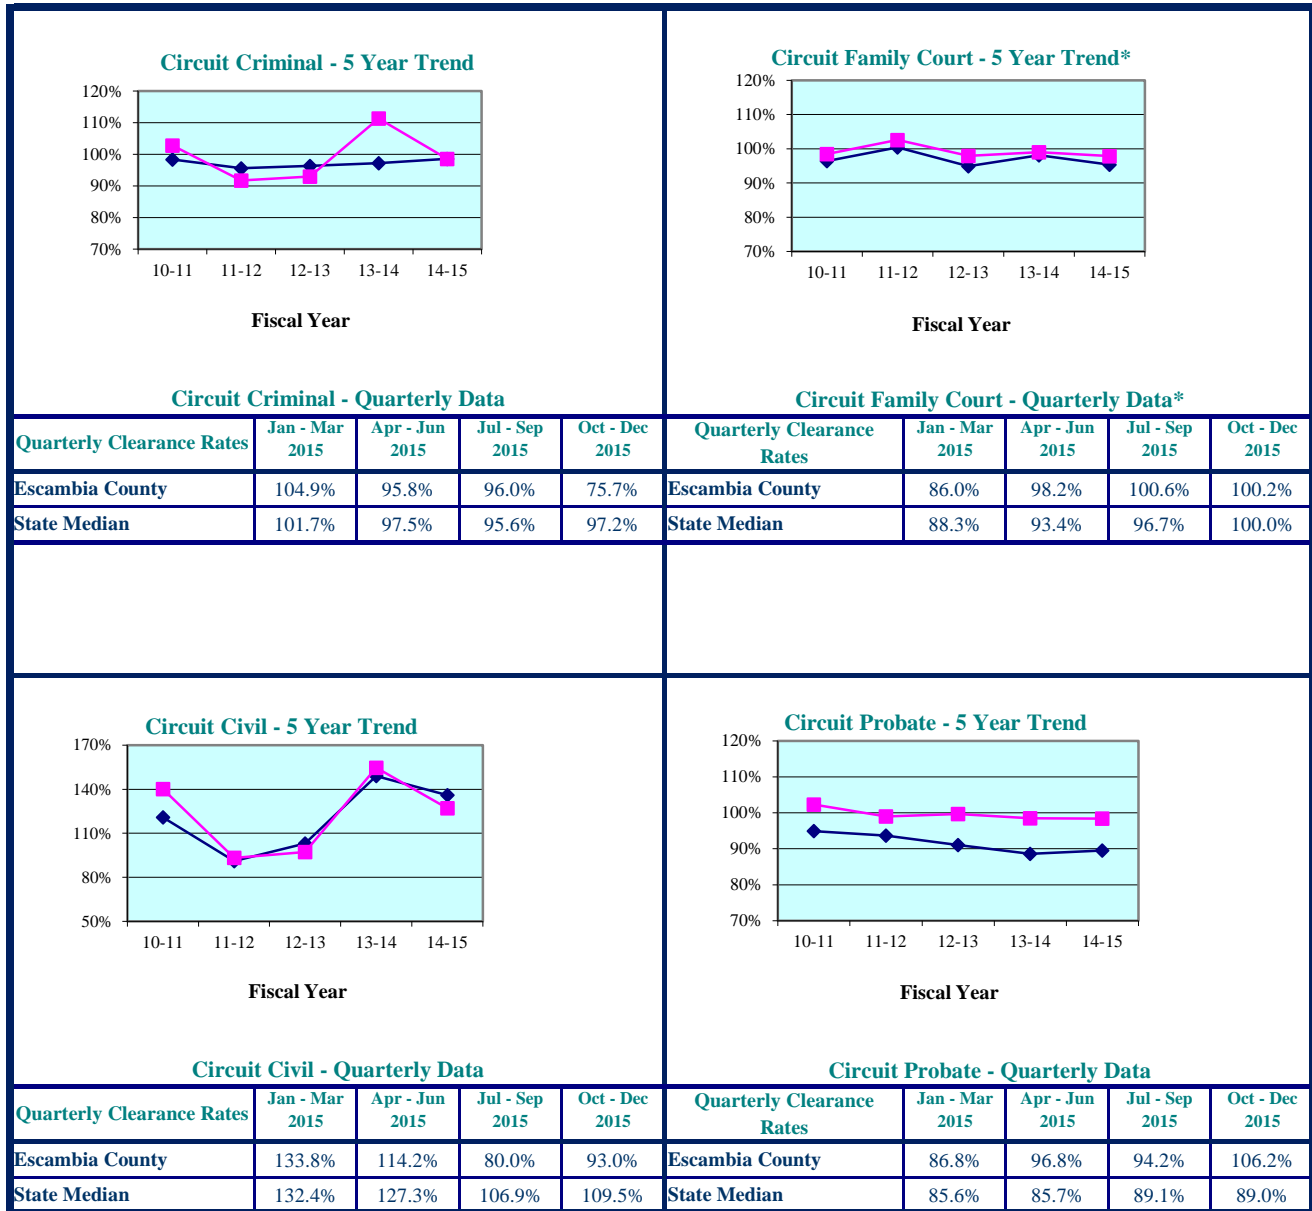 Circuit Criminal - 5 Year Trend
120%
110%
100%
90%
80%
70%
10-11 11-12 12-13 13-14 14-15
Fiscal Year
Circuit Criminal - Quarterly Data
Quarterly Clearance Rates Jan - Mar 2015 Apr - Jun 2015 Jul - Sep 2015 Oct - Dec 2015
Escambia County 104.9% 95.8% 96.0% 75.7%
State Median 101.7% 97.5% 95.6% 97.2%
Circuit Family Court - 5 Year Trend*
120%
110%
100%
90%
80%
70%
10-11 11-12 12-13 13-14 14-15
Fiscal Year
Circuit Family Court - Quarterly Data*
Quarterly Clearance Rates Jan - Mar 2015 Apr - Jun 2015 Jul - Sep 2015 Oct - Dec 2015
Escambia County 86.0% 98.2% 100.6% 100.2%
State Median 88.3% 93.4% 96.7% 100.0%
Circuit Civil - 5 Year Trend
170%
140%
110%
80%
50%
10-11 11-12 12-13 13-14 14-15
Fiscal Year
Circuit Civil - Quarterly Data
Quarterly Clearance Rates Jan - Mar 2015 Apr - Jun 2015 Jul - Sep 2015 Oct - Dec 2015
Escambia County 133.8% 114.2% 80.0% 93.0%
State Median 132.4% 127.3% 106.9% 109.5%
Circuit Probate - 5 Year Trend
120%
110%
100%
90%
80%
70%
10-11 11-12 12-13 13-14 14-15
Fiscal Year
Circuit Probate - Quarterly Data
Quarterly Clearance Rates Jan - Mar 2015 Apr - Jun 2015 Jul - Sep 2015 Oct - Dec 2015
Escambia County 86.8% 96.8% 94.2% 106.2%
State Median 85.6% 85.7% 89.1% 89.0%